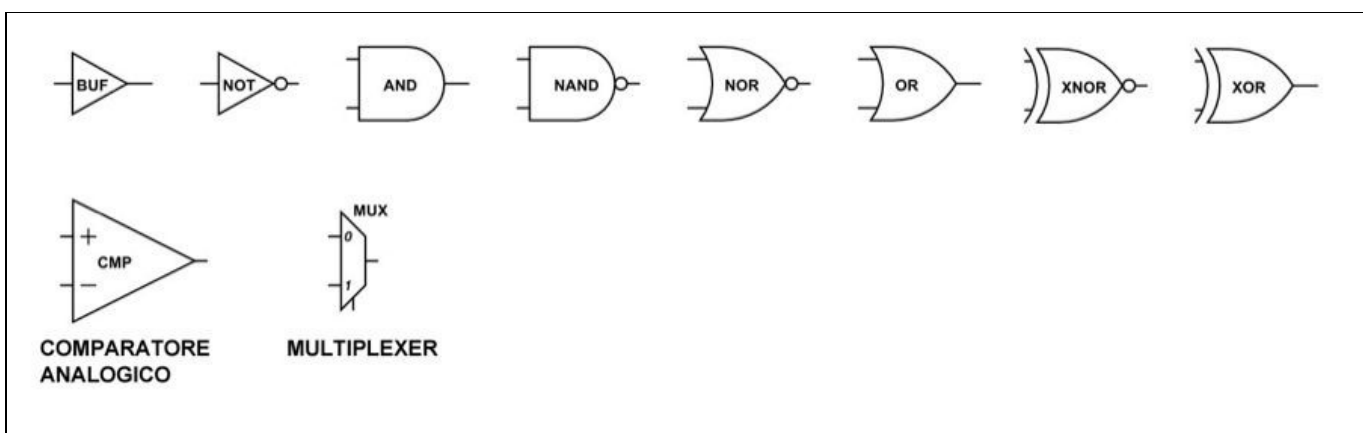 BUF NOT AND NAND NOR OR XNOR XOR
MUX
+ 0
CMP
− 1
COMPARATORE MULTIPLEXER
ANALOGICO